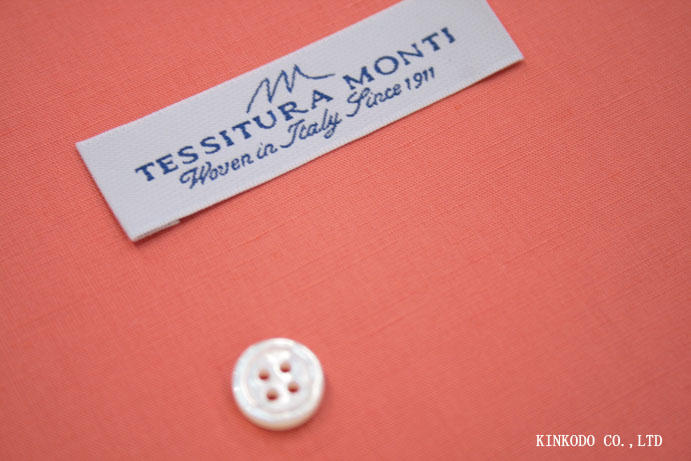 TESSITURA MONTI
Woven in Italy Since 1911
KINKODO CO.,LTD